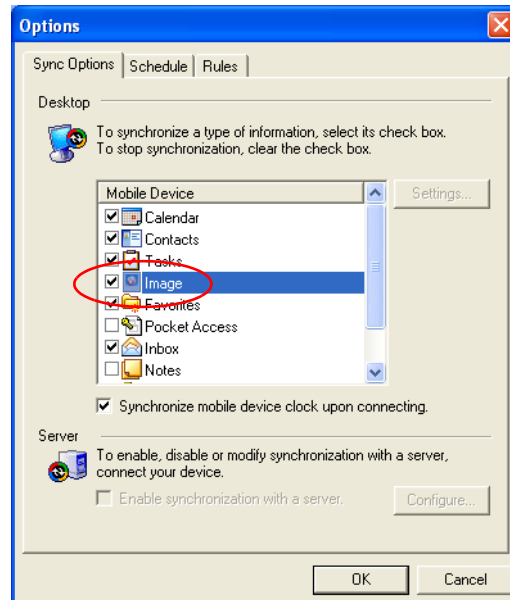 Options
Sync Options Schedule Rules
Desktop
To synchronize a type of information, select its check box.
To stop synchronization, clear the check box.
Mobile Device
Settings...
Calendar
Contacts
Tasks
Image
Favorites
Pocket Access
Inbox
Notes
Synchronize mobile device clock upon connecting.
Server
To enable, disable or modify synchronization with a server,
connect your device.
Enable synchronization with a server.
Configure...
OK Cancel